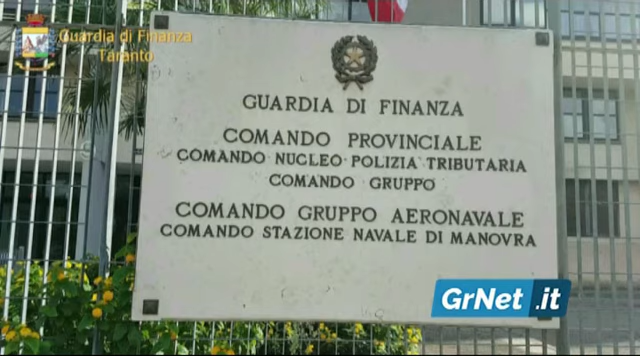 Guardia di Finanza
Taranto
GUARDIA DI FINANZA
COMANDO PROVINCIALE
COMANDO NUCLEO POLIZIA TRIBUTARIA
COMANDO GRUPPO
COMANDO GRUPPO AERONAVALE
COMANDO STAZIONE NAVALE DI MANOVRA
GrNet.it